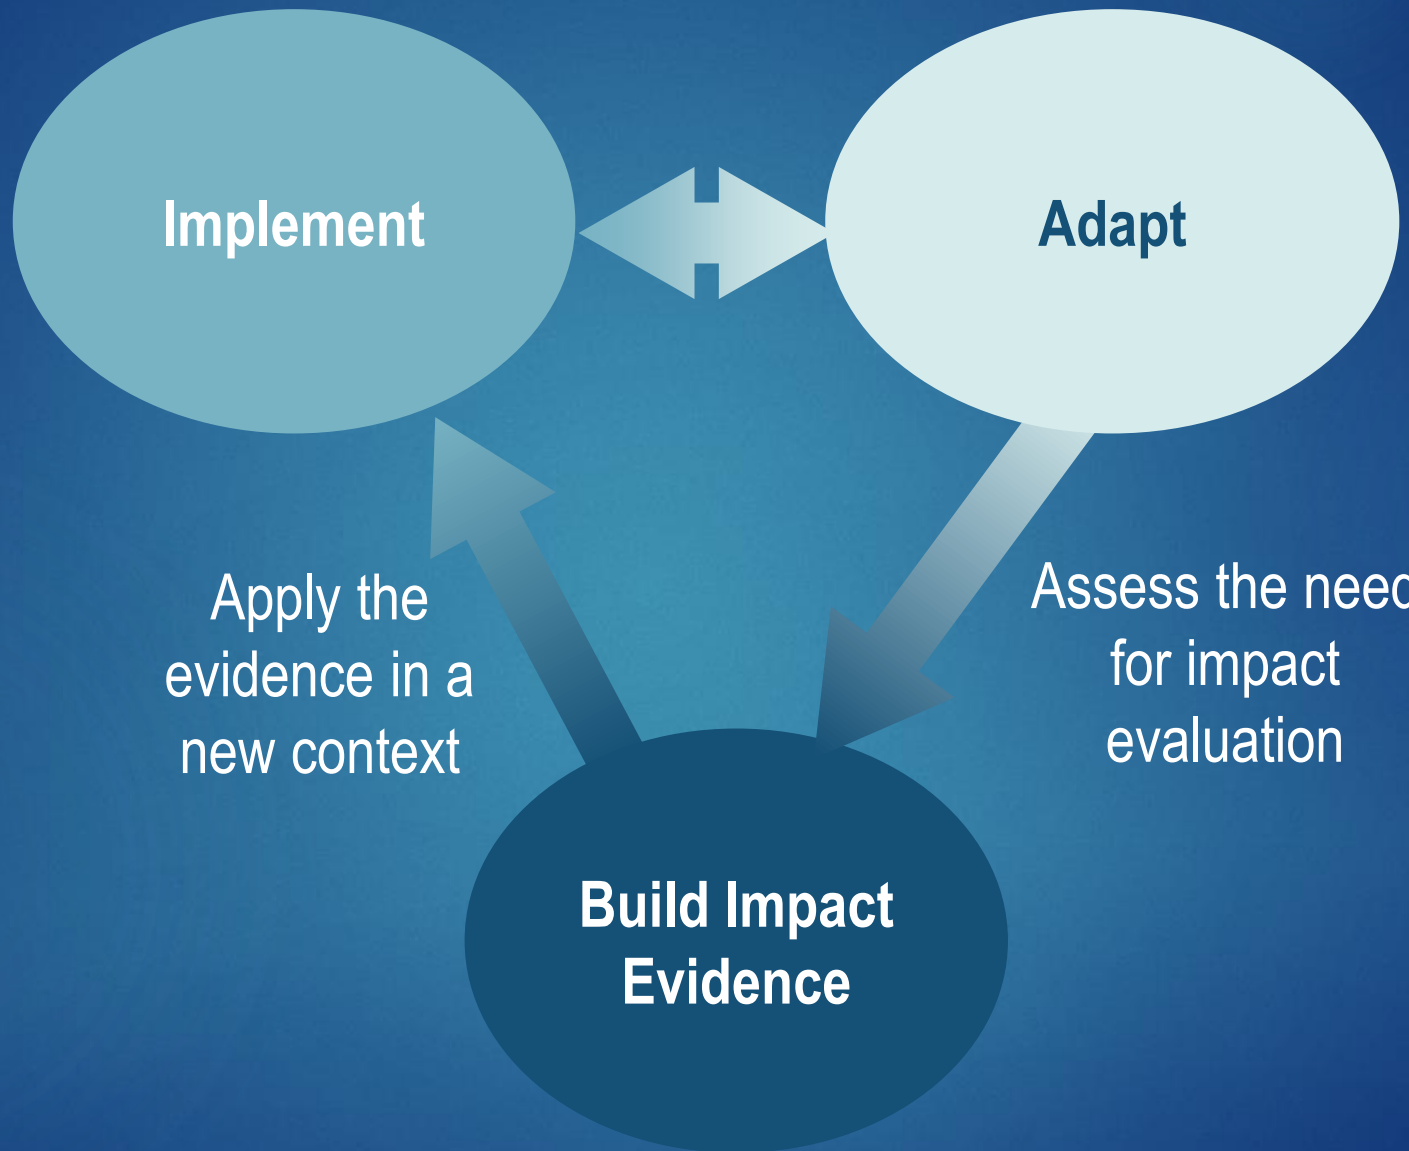 Implement
Adapt
Apply the
evidence in a
new context
Assess the need
for impact
evaluation
Build Impact
Evidence